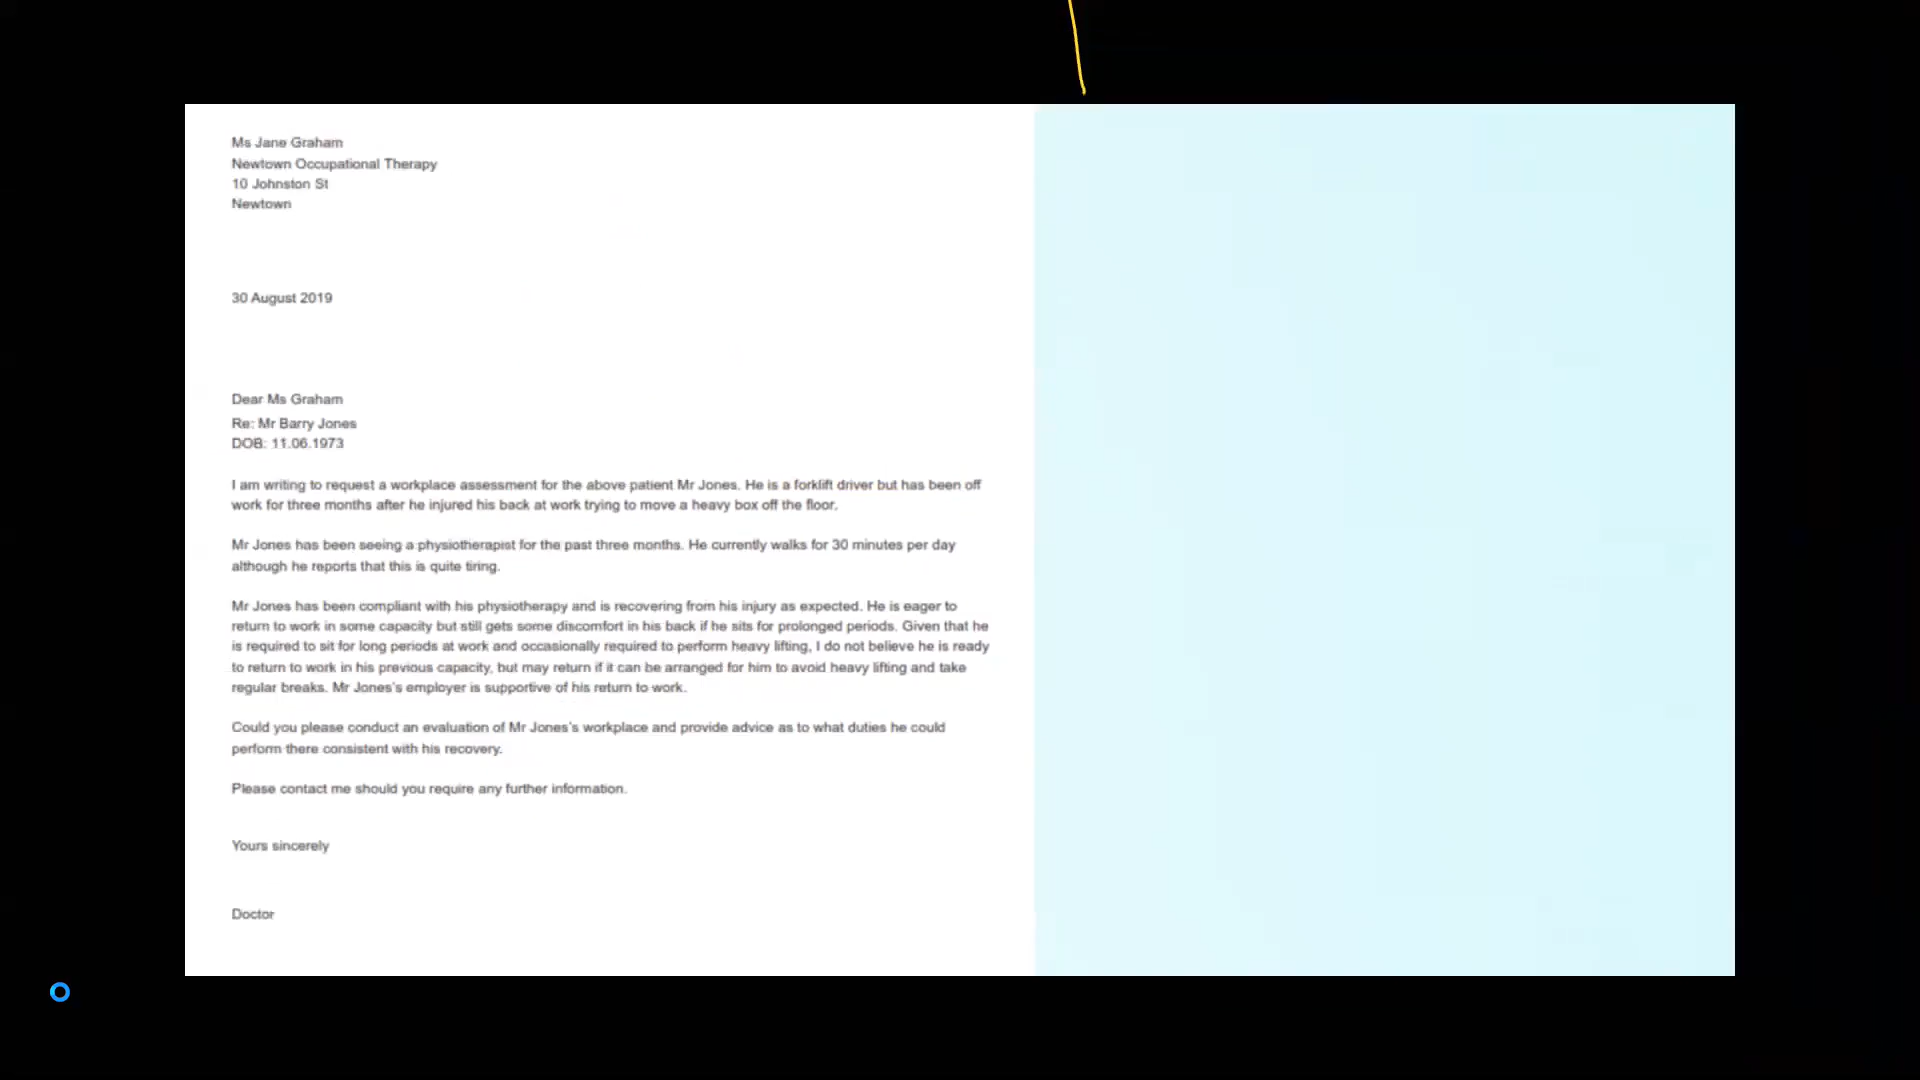 Ms Jane Graham
Newtown Occupational Therapy
10 Johnston St
Newtown
30 August 2019
Dear Ms Graham
Re: Mr Barry Jones
DOB: 11.06.1973
I am writing to request a workplace assessment for the above patient Mr Jones. He is a forklift driver but has been off
work for three months after he injured his back at work trying to move a heavy box off the floor.
Mr Jones has been seeing a physiotherapist for the past three months. He currently walks for 30 minutes per day
although he reports that this is quite tiring.
Mr Jones has been compliant with his physiotherapy and is recovering from his injury as expected. He is eager to
return to work in some capacity but still gets some discomfort in his back if he sits for prolonged periods. Given that he
is required to sit for long periods at work and occasionally required to perform heavy lifting, I do not believe he is ready
to return to work in his previous capacity, but may return if it can be arranged for him to avoid heavy lifting and take
regular breaks. Mr Jones's employer is supportive of his return to work.
Could you please conduct an evaluation of Mr Jones's workplace and provide advice as to what duties he could
perform there consistent with his recovery.
Please contact me should you require any further information.
Yours sincerely
Doctor